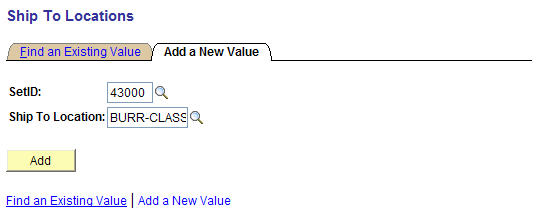 Ship To Locations
Find an Existing Value Add a New Value
SetID: 43000
Ship To Location: BURR-CLASS
Add
Find an Existing Value | Add a New Value